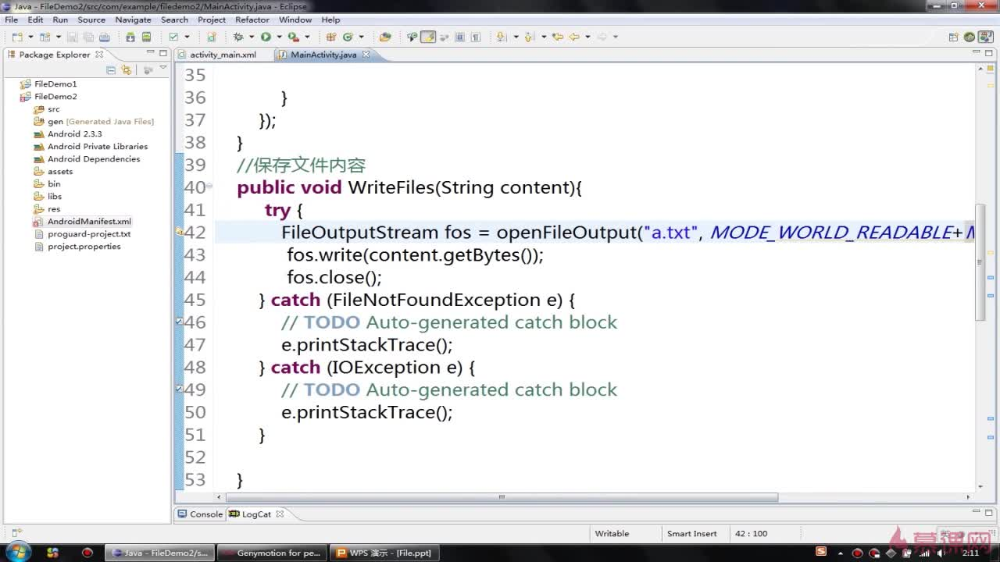 Java - FileDemo2/src/com/example/filedemo2/MainActivity.java - Eclipse
File Edit Run Source Navigate Search Project Refactor Window Help
Package Explorer
activity_main.xml MainActivity.java
FileDemo1
FileDemo2
src
gen [Generated Java Files]
Android 2.3.3
Android Private Libraries
Android Dependencies
assets
bin
libs
res
AndroidManifest.xml
proguard-project.txt
project.properties
35
36 }
37 });
38 }
39 //保存文件内容
40 public void WriteFiles(String content){
41 try {
42 FileOutputStream fos = openFileOutput("a.txt", MODE_WORLD_READABLE+
43 fos.write(content.getBytes());
44 fos.close();
45 } catch (FileNotFoundException e) {
46 // TODO Auto-generated catch block
47 e.printStackTrace();
48 } catch (IOException e) {
49 // TODO Auto-generated catch block
50 e.printStackTrace();
51 }
52
53 }
Console LogCat
Writable Smart Insert 42 : 100
慕课网
Java - FileDemo2/s... Genymotion for pe... WPS 演示 - [File.ppt] 2:11